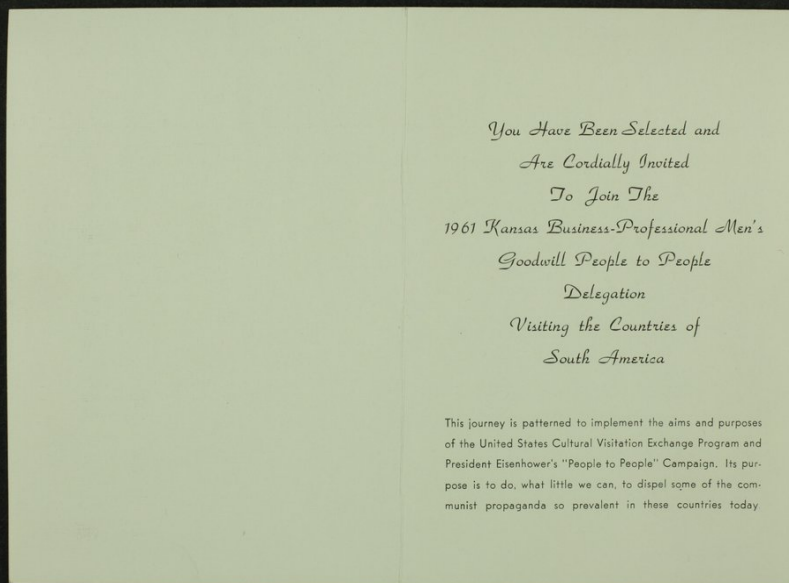 You Have Been Selected and
Are Cordially Invited
To Join The
1961 Kansas Business-Professional Men's
Goodwill People to People
Delegation
Visiting the Countries of
South America
This journey is patterned to implement the aims and purposes
of the United States Cultural Visitation Exchange Program and
President Eisenhower's "People to People" Campaign. Its pur-
pose is to do, what little we can, to dispel some of the com-
munist propaganda so prevalent in these countries today.